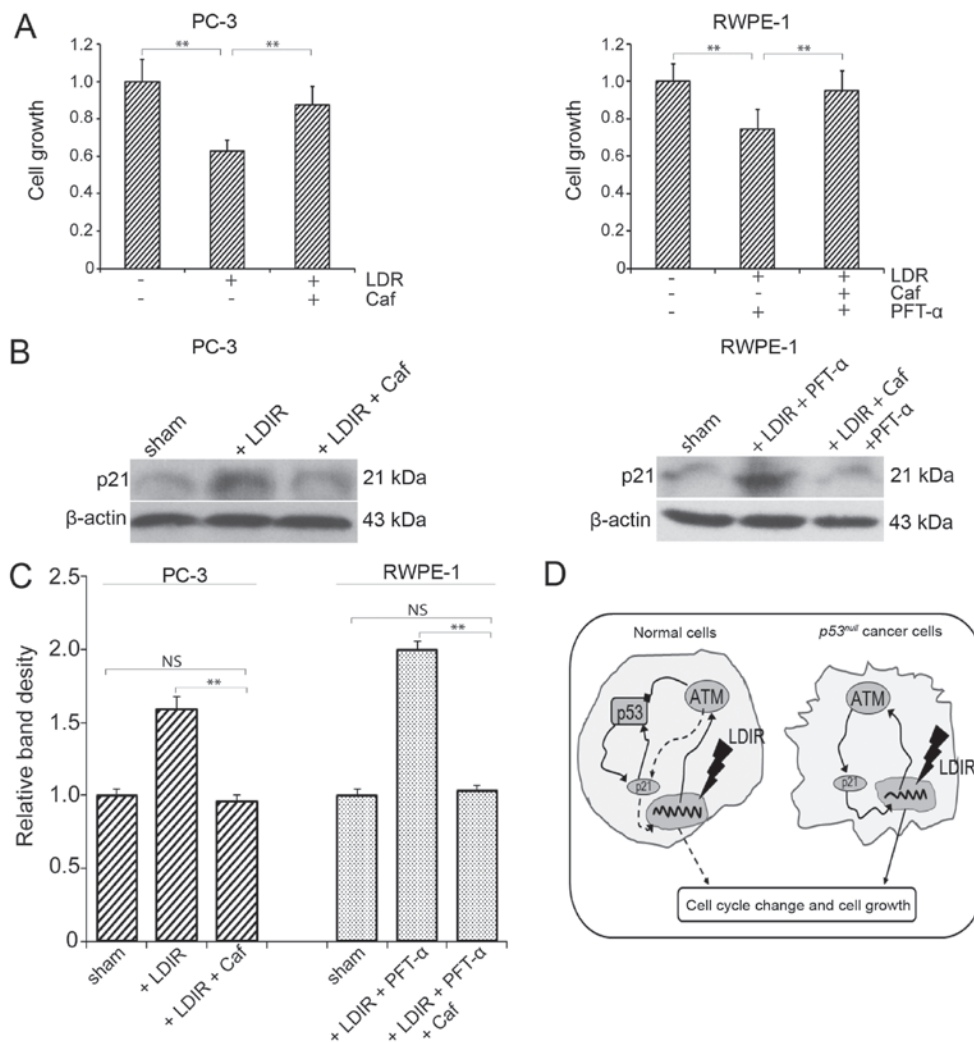 A
PC-3
**
**
1.2
1.0
0.8
0.6
0.4
0.2
0
Cell growth
- + + LDR
- - + Caf
RWPE-1
**
**
1.2
1.0
0.8
0.6
0.4
0.2
0
Cell growth
- + + LDR
- - + Caf
- + + PFT-α
B
PC-3
sham
+ LDIR
+ LDIR + Caf
p21
21 kDa
β-actin
43 kDa
RWPE-1
sham
+ LDIR + PFT-α
+ LDIR + Caf
+PFT-α
p21
21 kDa
β-actin
43 kDa
C
PC-3
RWPE-1
NS
**
NS
**
2.5
2.0
1.5
1.0
0.5
0
Relative band desity
sham
+ LDIR
+ LDIR + Caf
sham
+ LDIR + PFT-α
+ LDIR + PFT-α
+ Caf
D
Normal cells
p53null cancer cells
ATM
p53
LDIR
p21
ATM
LDIR
p21
Cell cycle change and cell growth